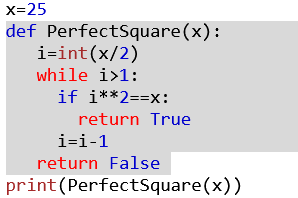 x=25
def PerfectSquare(x):
    i=int(x/2)
    while i>1:
      if i**2==x:
        return True
      i=i-1
    return False
print(PerfectSquare(x))